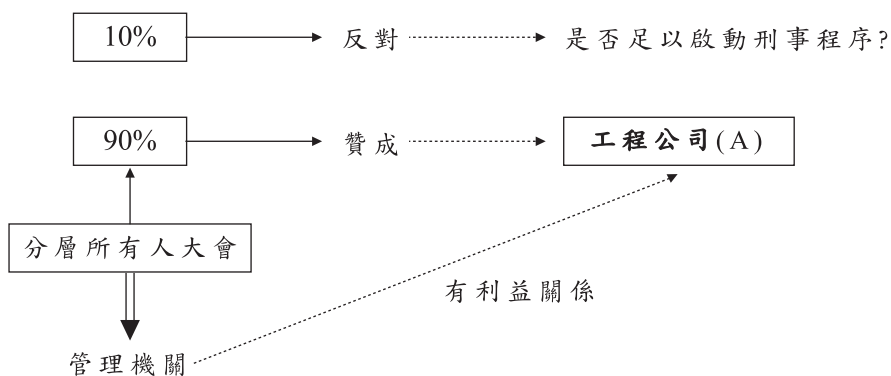 10% 反對 是否足以啟動刑事程序?
90% 贊成 工程公司(A)
分層所有人大會
有利益關係
管理機關